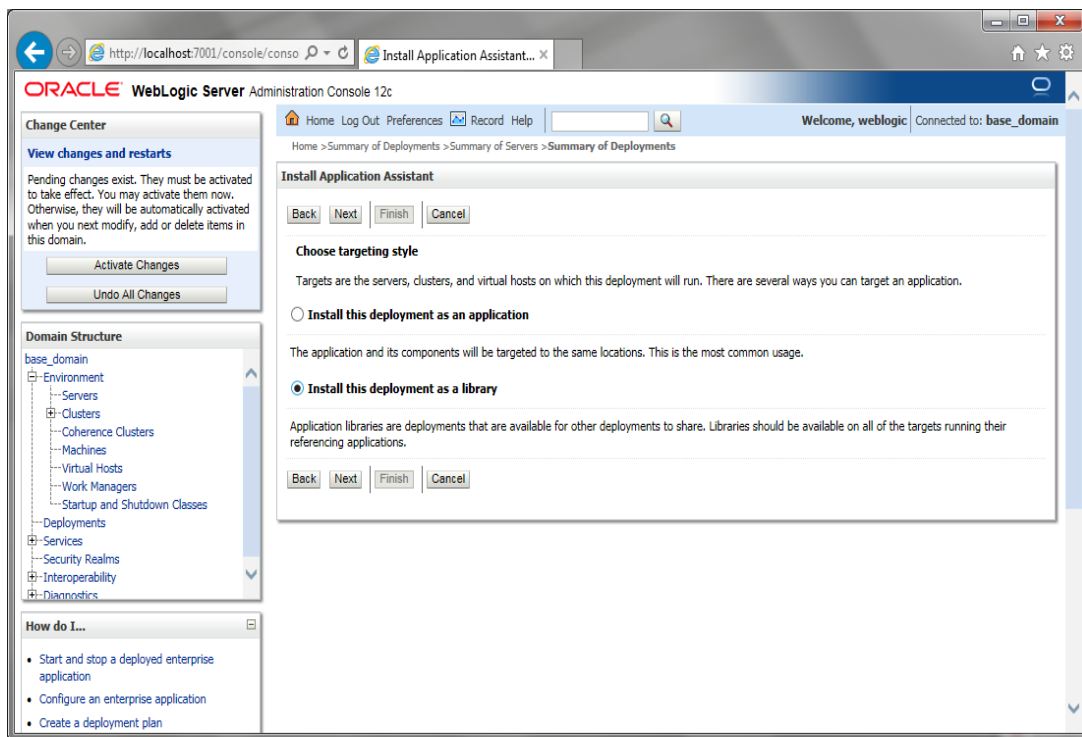 http://localhost:7001/console/conso
Install Application Assistant...
ORACLE WebLogic Server Administration Console 12c
Change Center
View changes and restarts
Pending changes exist. They must be activated
to take effect. You may activate them now.
Otherwise, they will be automatically activated
when you next modify, add or delete items in
this domain.
Activate Changes
Undo All Changes
Domain Structure
base_domain
Environment
Servers
Clusters
Coherence Clusters
Machines
Virtual Hosts
Work Managers
Startup and Shutdown Classes
Deployments
Services
Security Realms
Interoperability
Diagnostics
How do I...
Start and stop a deployed enterprise
application
Configure an enterprise application
Create a deployment plan
Home Log Out Preferences Record Help
Welcome, weblogic Connected to: base_domain
Home >Summary of Deployments >Summary of Servers >Summary of Deployments
Install Application Assistant
Back Next Finish Cancel
Choose targeting style
Targets are the servers, clusters, and virtual hosts on which this deployment will run. There are several ways you can target an application.
Install this deployment as an application
The application and its components will be targeted to the same locations. This is the most common usage.
Install this deployment as a library
Application libraries are deployments that are available for other deployments to share. Libraries should be available on all of the targets running their
referencing applications.
Back Next Finish Cancel